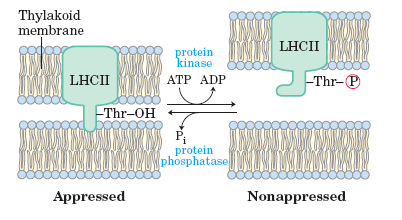 Thylakoid
membrane
LHCII
–Thr–OH
protein
kinase
ATP ADP
Pi
protein
phosphatase
LHCII
–Thr–P
Appressed
Nonappressed